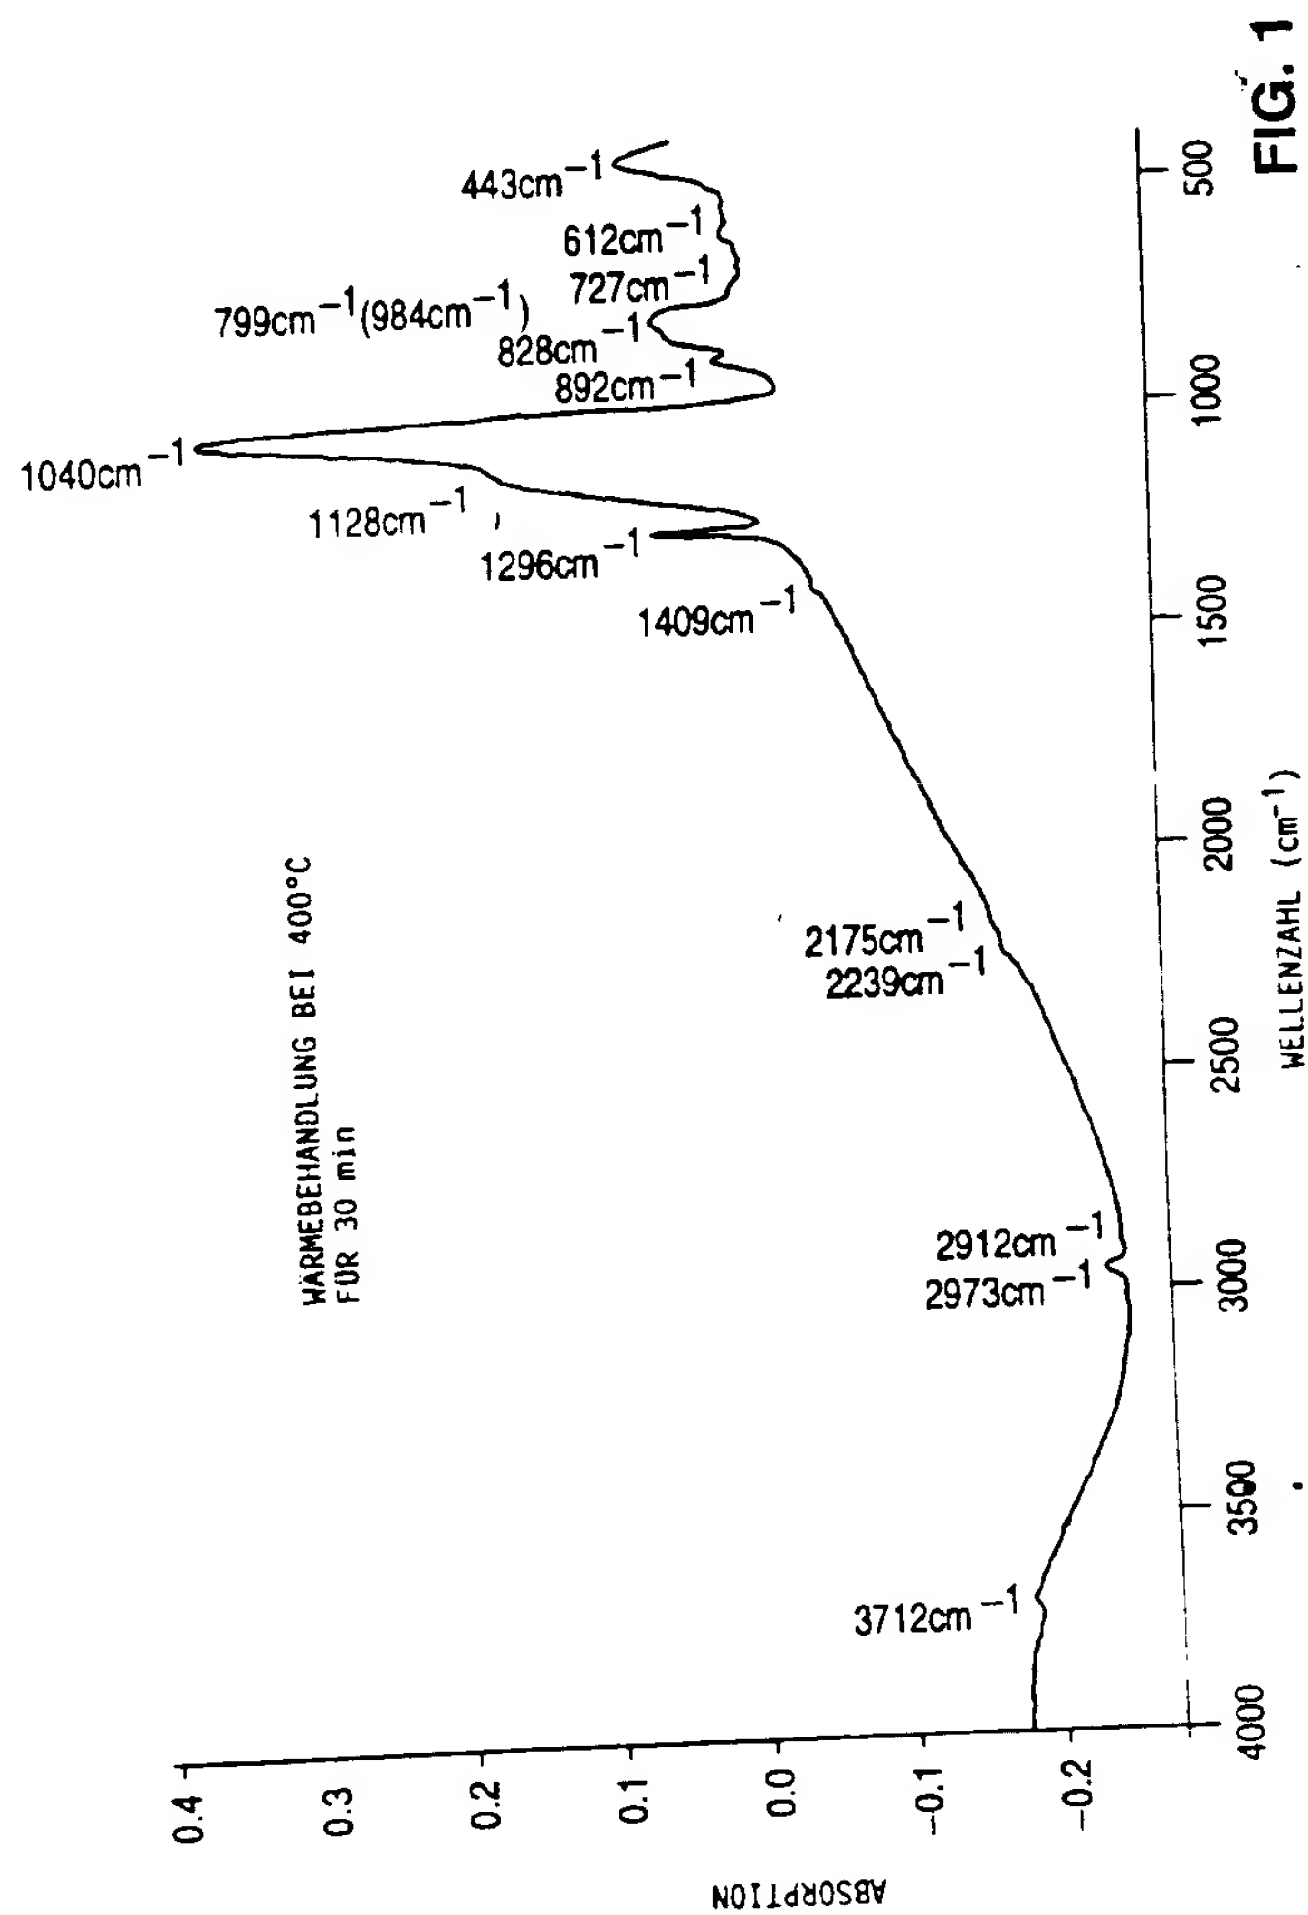 WÄRMEBEHANDLUNG BEI 400°C
FÜR 30 min
1040cm⁻¹
1128cm⁻¹
1296cm⁻¹
1409cm⁻¹
799cm⁻¹(984cm⁻¹)
828cm⁻¹
892cm⁻¹
727cm⁻¹
612cm⁻¹
443cm⁻¹
2175cm⁻¹
2239cm⁻¹
2912cm⁻¹
2973cm⁻¹
3712cm⁻¹
ABSORPTION
0.4
0.3
0.2
0.1
0.0
-0.1
-0.2
4000
3500
3000
2500
2000
1500
1000
500
WELLENZAHL (cm⁻¹)
FIG. 1